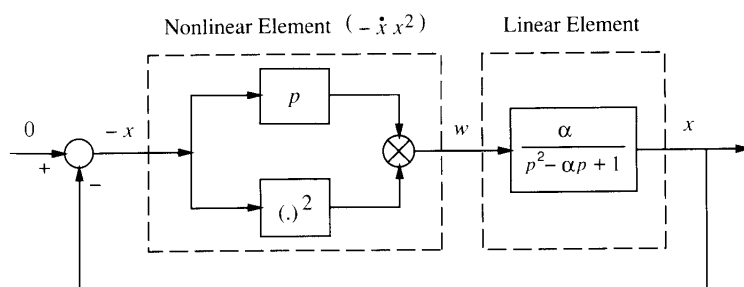 Nonlinear Element (− ẋ x²)
Linear Element
0
+
−
− x
p
(.)²
w
α
p² − αp + 1
x